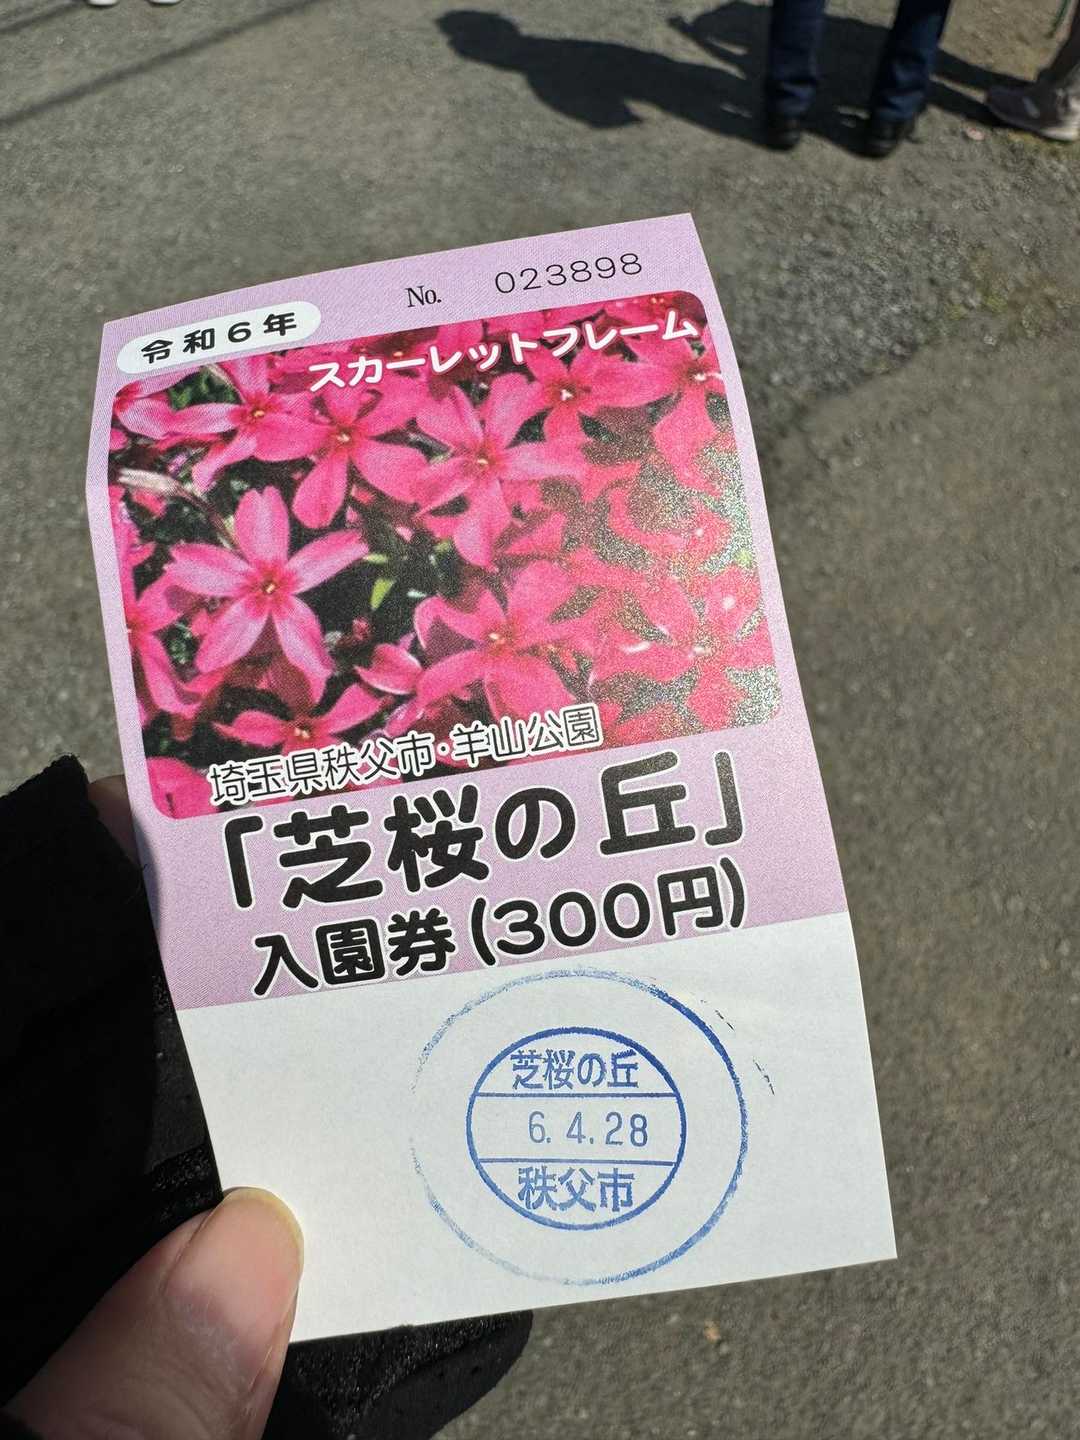 No. 023898
令和6年
スカーレットフレーム
埼玉県秩父市・羊山公園
「芝桜の丘」
入園券(300円)
芝桜の丘
6.4.28
秩父市